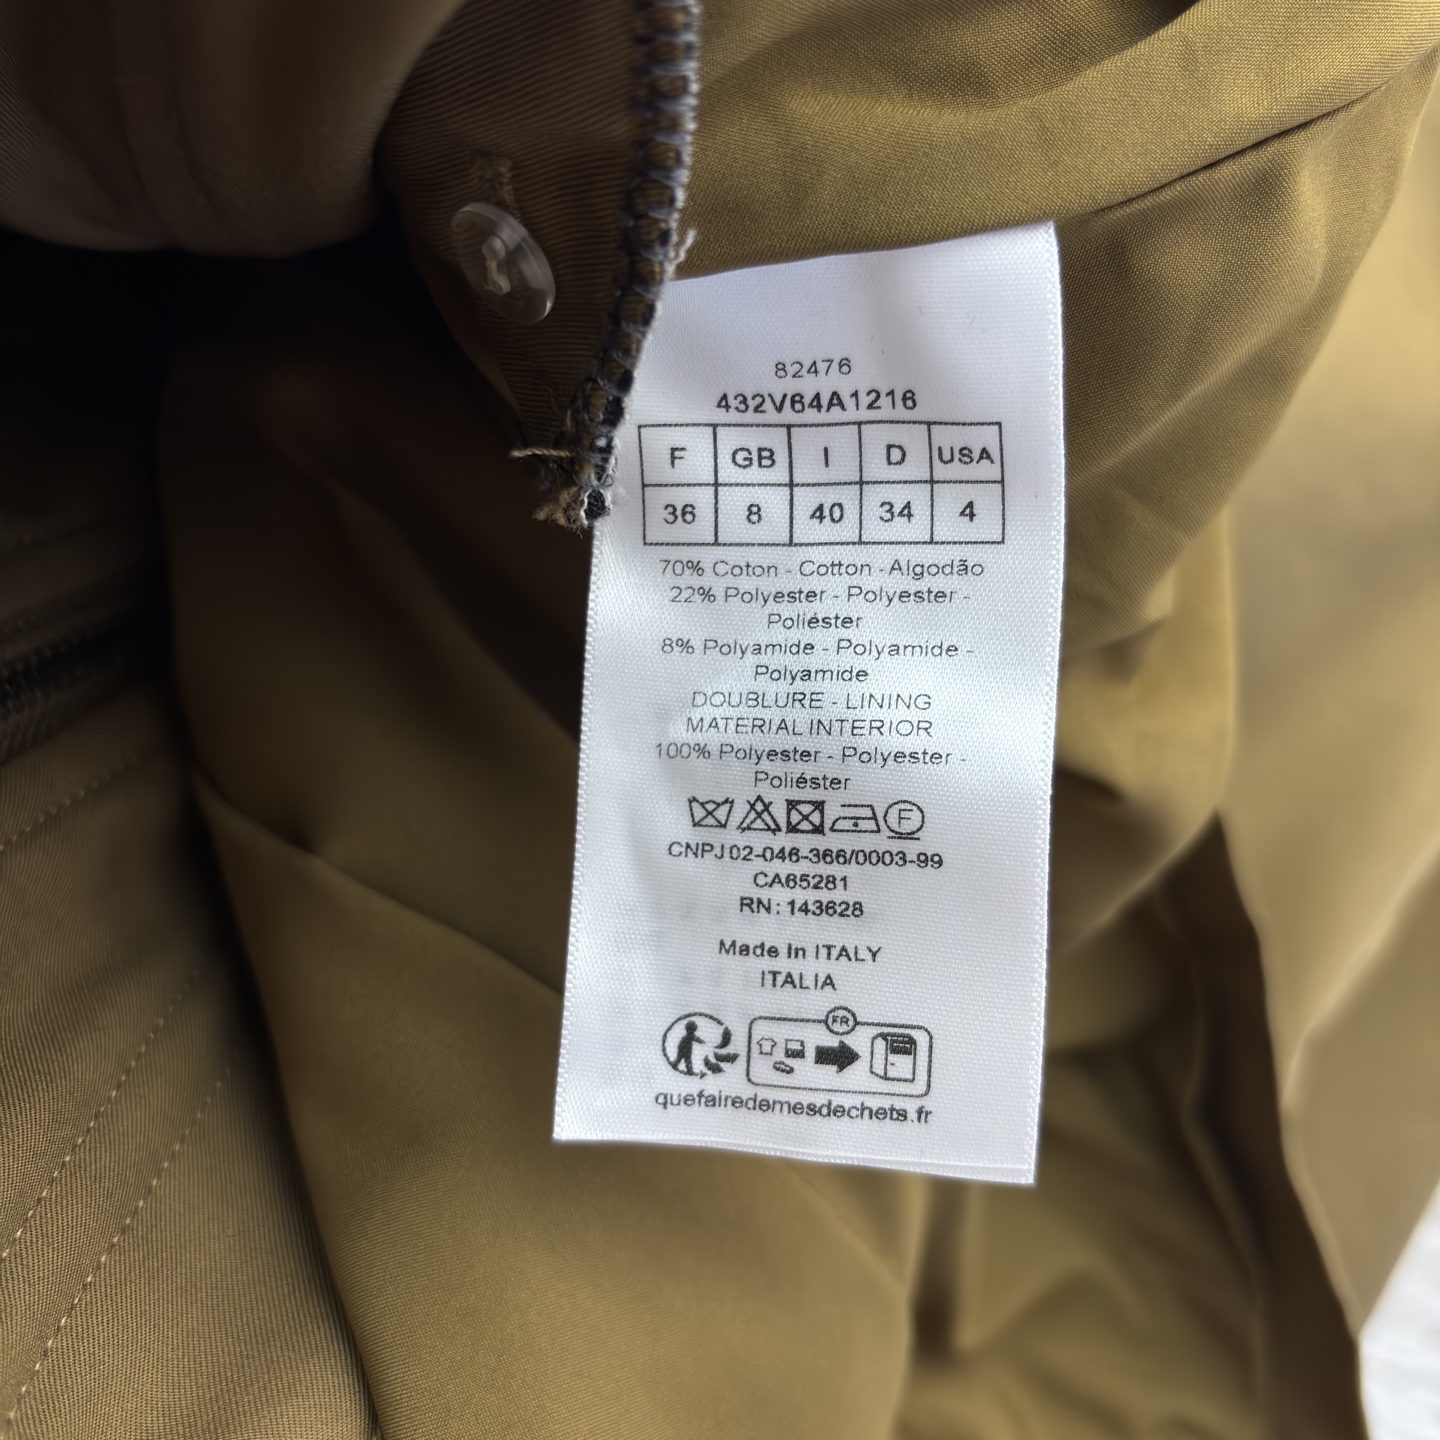 82476
432V64A1216
F GB I D USA
36 8 40 34 4
70% Coton - Cotton - Algodão
22% Polyester - Polyester -
Poliéster
8% Polyamide - Polyamide -
Polyamide
DOUBLURE - LINING
MATERIAL INTERIOR
100% Polyester - Polyester -
Poliéster
F
CNPJ 02-046-366/0003-99
CA65281
RN: 143628
Made In ITALY
ITALIA
FR
quefairedemesdechets.fr